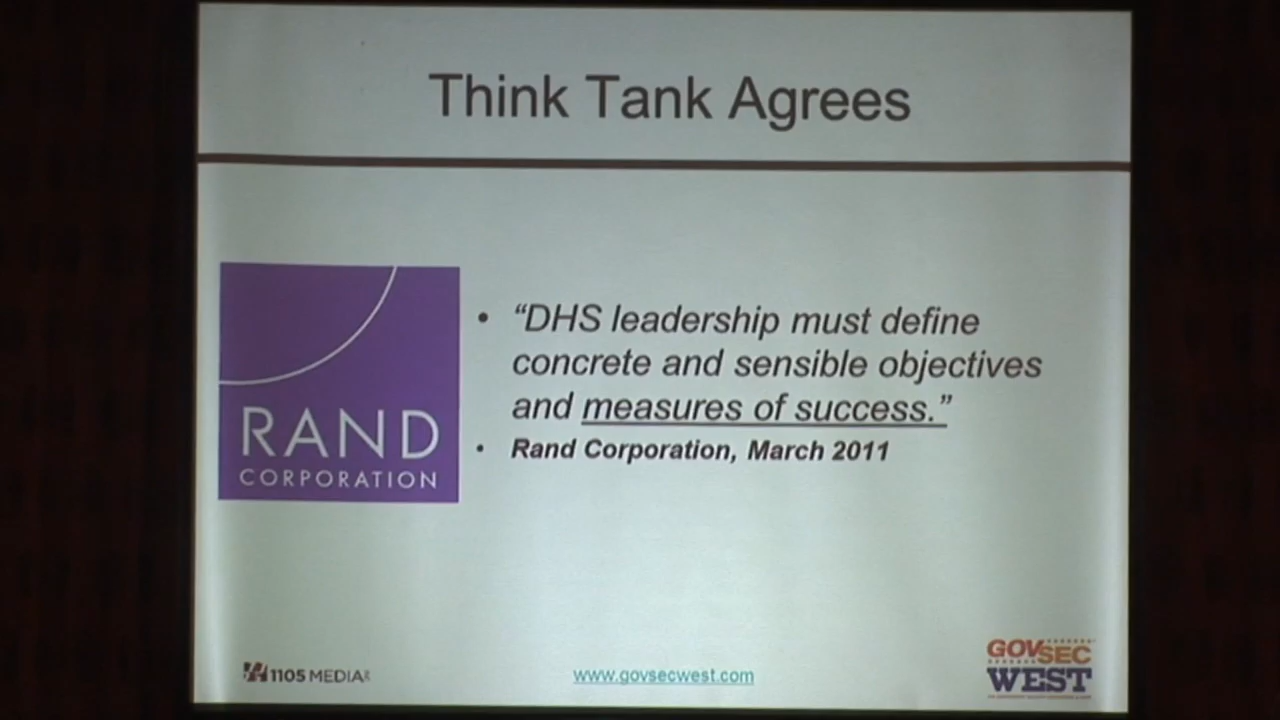 Think Tank Agrees
• “DHS leadership must define
concrete and sensible objectives
and measures of success.”
• Rand Corporation, March 2011
RAND
CORPORATION
1105 MEDIA
www.govsecwest.com
GOVSEC
WEST